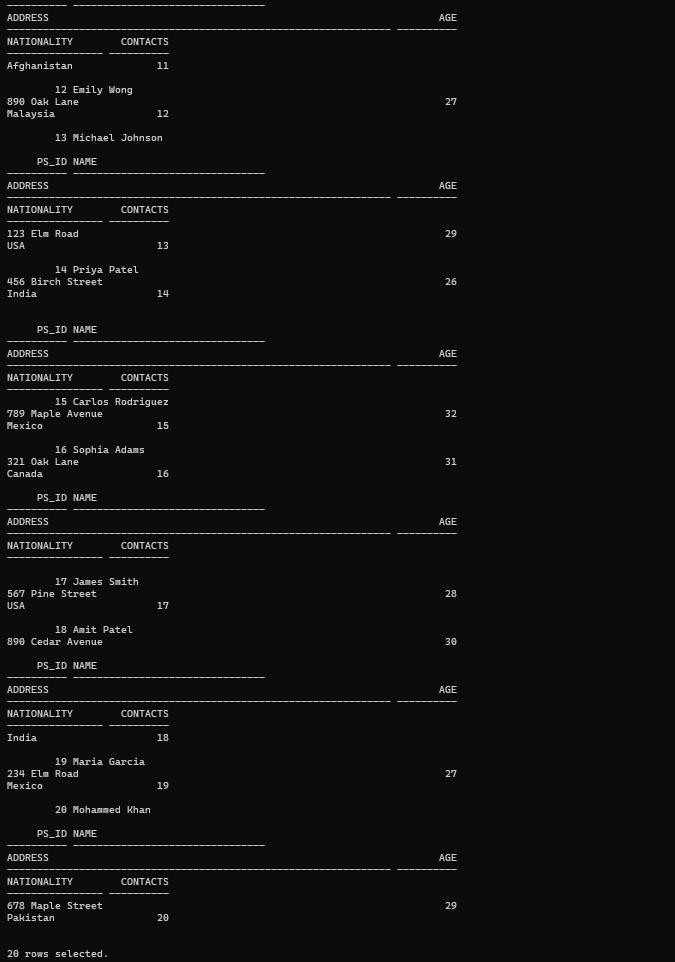 ---------- --------------------------------
ADDRESS                                                                 AGE
---------------------------------------------------------------- ----------
NATIONALITY        CONTACTS
---------------- ----------
Afghanistan              11

        12 Emily Wong
890 Oak Lane                                                             27
Malaysia                 12

        13 Michael Johnson

     PS_ID NAME
---------- --------------------------------
ADDRESS                                                                 AGE
---------------------------------------------------------------- ----------
NATIONALITY        CONTACTS
---------------- ----------
123 Elm Road                                                             29
USA                      13

        14 Priya Patel
456 Birch Street                                                         26
India                    14


     PS_ID NAME
---------- --------------------------------
ADDRESS                                                                 AGE
---------------------------------------------------------------- ----------
NATIONALITY        CONTACTS
---------------- ----------
        15 Carlos Rodriguez
789 Maple Avenue                                                         32
Mexico                   15

        16 Sophia Adams
321 Oak Lane                                                             31
Canada                   16

     PS_ID NAME
---------- --------------------------------
ADDRESS                                                                 AGE
---------------------------------------------------------------- ----------
NATIONALITY        CONTACTS
---------------- ----------

        17 James Smith
567 Pine Street                                                          28
USA                      17

        18 Amit Patel
890 Cedar Avenue                                                         30

     PS_ID NAME
---------- --------------------------------
ADDRESS                                                                 AGE
---------------------------------------------------------------- ----------
NATIONALITY        CONTACTS
---------------- ----------
India                    18

        19 Maria Garcia
234 Elm Road                                                             27
Mexico                   19

        20 Mohammed Khan

     PS_ID NAME
---------- --------------------------------
ADDRESS                                                                 AGE
---------------------------------------------------------------- ----------
NATIONALITY        CONTACTS
---------------- ----------
678 Maple Street                                                         29
Pakistan                 20


20 rows selected.